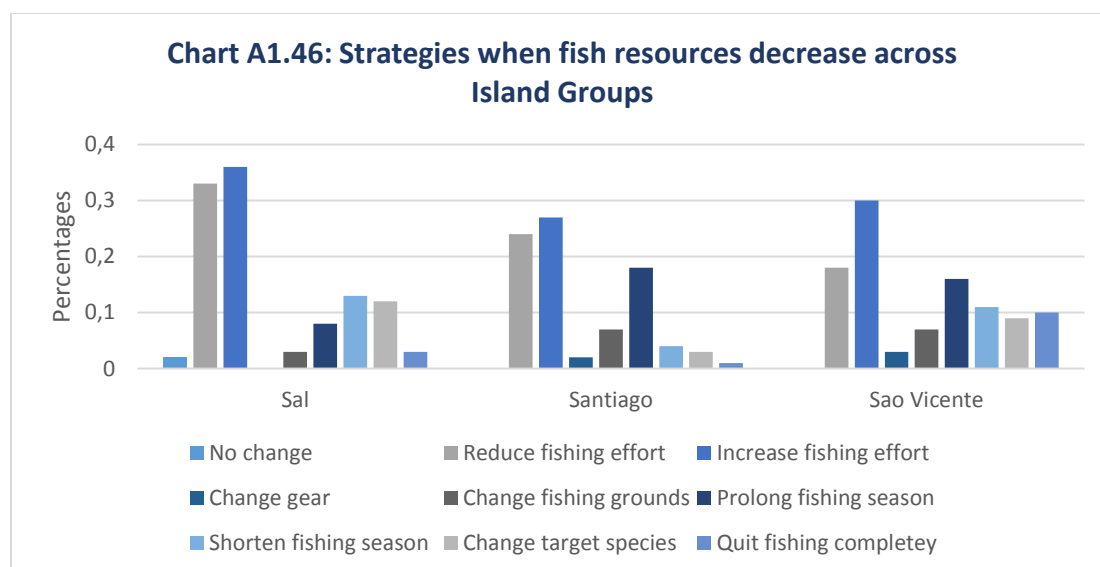 Chart A1.46: Strategies when fish resources decrease across
Island Groups
Percentages
0,4
0,3
0,2
0,1
0
Sal Santiago Sao Vicente
No change Reduce fishing effort Increase fishing effort
Change gear Change fishing grounds Prolong fishing season
Shorten fishing season Change target species Quit fishing completey